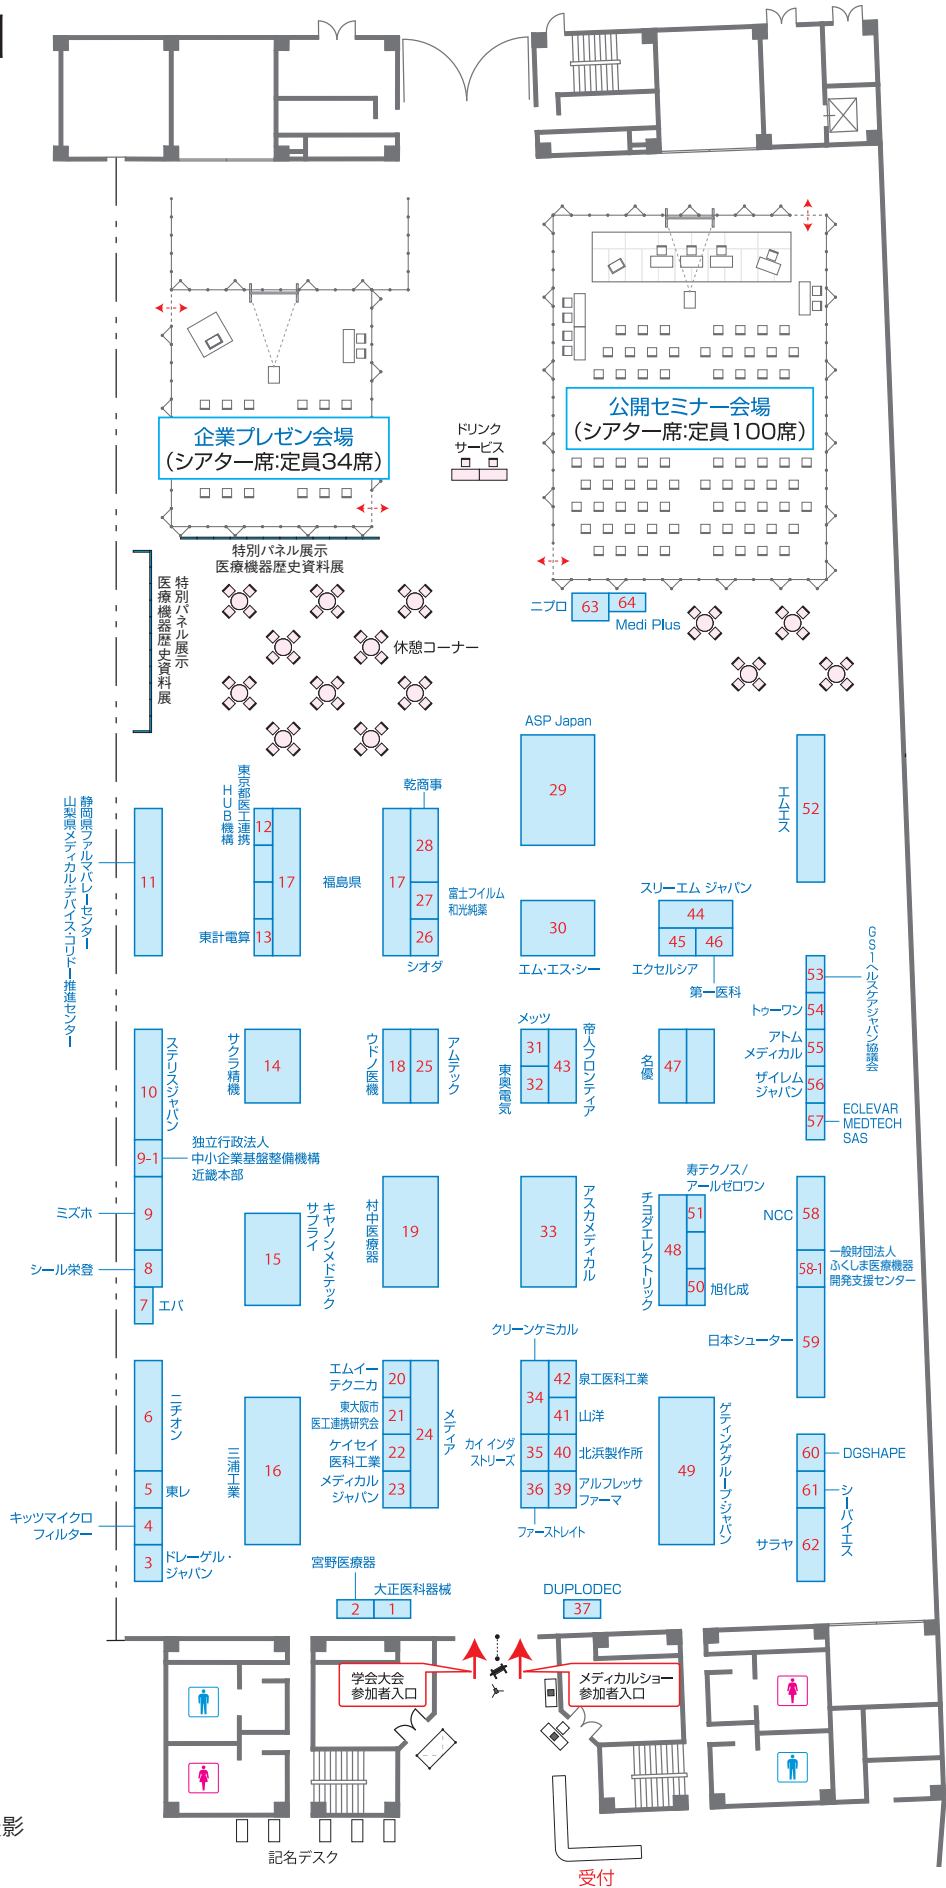 企業プレゼン会場
(シアター席:定員34席)
公開セミナー会場
(シアター席:定員100席)
ドリンク
サービス
特別パネル展示
医療機器歴史資料展
特別パネル展示
医療機器歴史資料展
休憩コーナー
ニプロ
63
64
Medi Plus
ASP Japan
29
52
エムエス
静岡県ファルマバレーセンター
山梨県メディカル・デバイス・コリドー推進センター
11
東京都医工連携
HUB機構
12
17
13
東計電算
福島県
乾商事
17
28
27
26
富士フイルム
和光純薬
シオダ
30
エム・エス・シー
スリーエム ジャパン
44
45
46
エクセルシア
第一医科
GS1ヘルスケアジャパン協議会
53
54
トゥーワン
55
アトム
メディカル
56
ザイレム
ジャパン
57
ECLEVAR
MEDTECH
SAS
10
ステリスジャパン
サクラ精機
14
ウドノ医機
18
25
アムテック
メッツ
31
32
43
東奥電気
帝人フロンティア
名優
47
9-1
独立行政法人
中小企業基盤整備機構
近畿本部
ミズホ
9
シール栄登
8
7
エバ
15
キヤノンメドテック
サプライ
村中医療器
19
33
アスカメディカル
チヨダエレクトリック
寿テクノス/
アールゼロワン
51
48
50
旭化成
NCC
58
58-1
一般財団法人
ふくしま医療機器
開発支援センター
日本シューター
59
6
ニチオン
5
東レ
キッツマイクロ
フィルター
4
3
ドレーゲル・
ジャパン
三浦工業
16
エムイー
テクニカ
20
東大阪市
医工連携研究会
21
ケイセイ
医科工業
22
メディカル
ジャパン
23
24
メディア
クリーンケミカル
34
42
泉工医科工業
41
山洋
カイ インダ
ストリーズ
35
40
北浜製作所
36
39
アルフレッサ
ファーマ
ファーストレイト
49
ゲティンゲグループ・ジャパン
60
DGSHAPE
61
シーバイエス
サラヤ
62
宮野医療器
2
大正医科器械
1
DUPLODEC
37
学会大会
参加者入口
メディカルショー
参加者入口
影
記名デスク
受付